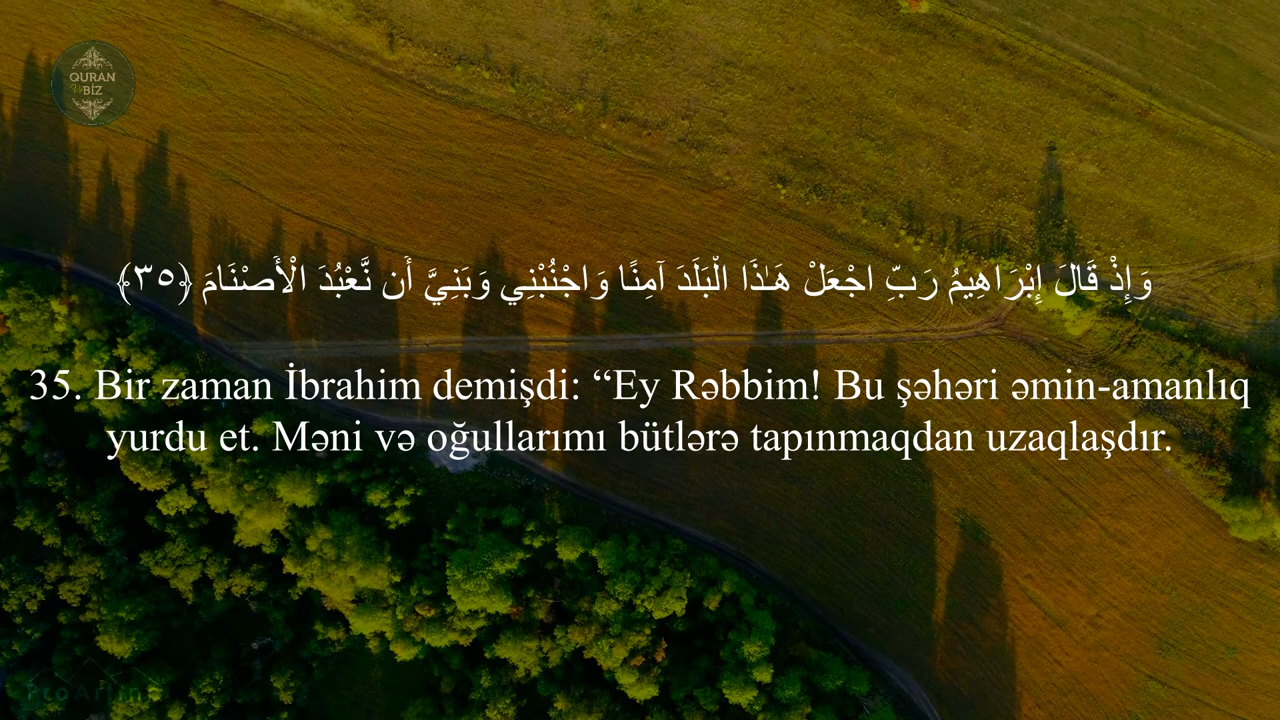 QURAN
Və BİZ
وَإِذْ قَالَ إِبْرَاهِيمُ رَبِّ اجْعَلْ هَـٰذَا الْبَلَدَ آمِنًا وَاجْنُبْنِي وَبَنِيَّ أَن نَّعْبُدَ الْأَصْنَامَ ﴿٣٥﴾
35. Bir zaman İbrahim demişdi: “Ey Rəbbim! Bu şəhəri əmin-amanlıq
yurdu et. Məni və oğullarımı bütlərə tapınmaqdan uzaqlaşdır.